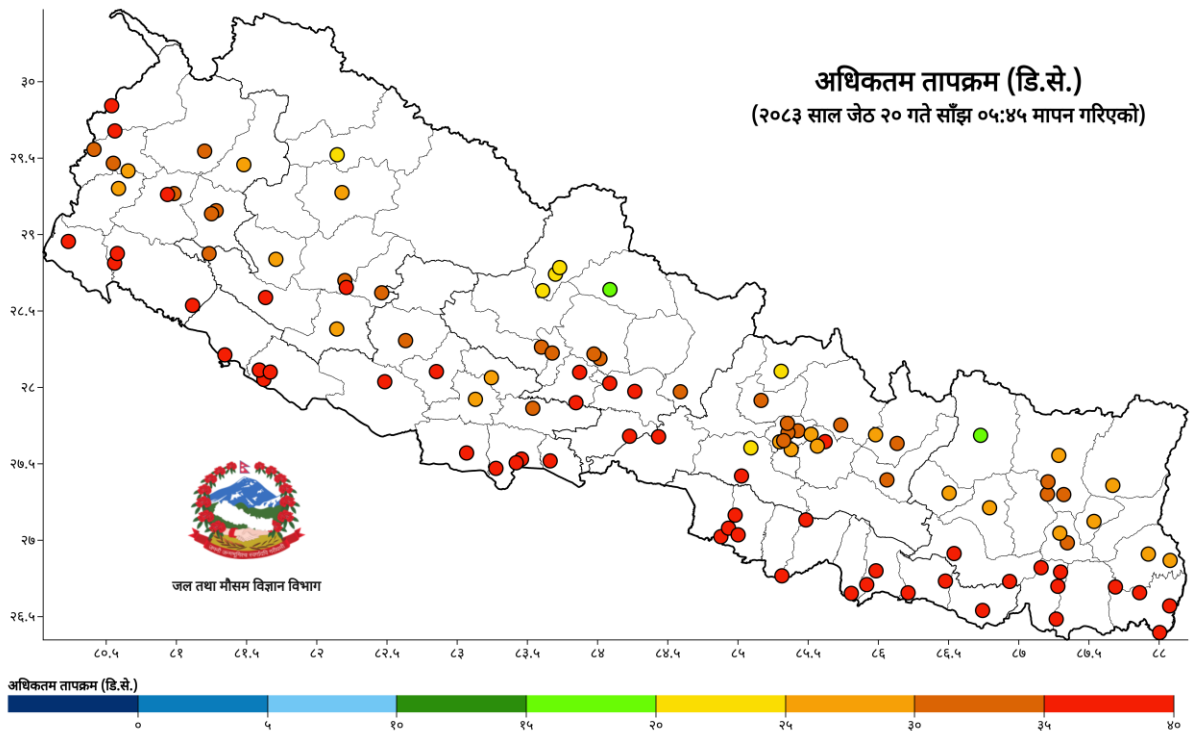 अधिकतम तापक्रम (डि.से.)
(२०८३ साल जेठ २० गते साँझ ०५:४५ मापन गरिएको)
३०
२९.५
२९
२८.५
२८
२७.५
२७
२६.५
जल तथा मौसम विज्ञान विभाग
८०.५ ८१ ८१.५ ८२ ८२.५ ८३ ८३.५ ८४ ८४.५ ८५ ८५.५ ८६ ८६.५ ८७ ८७.५ ८८
अधिकतम तापक्रम (डि.से.)
० ५ १० १५ २० २५ ३० ३५ ४०